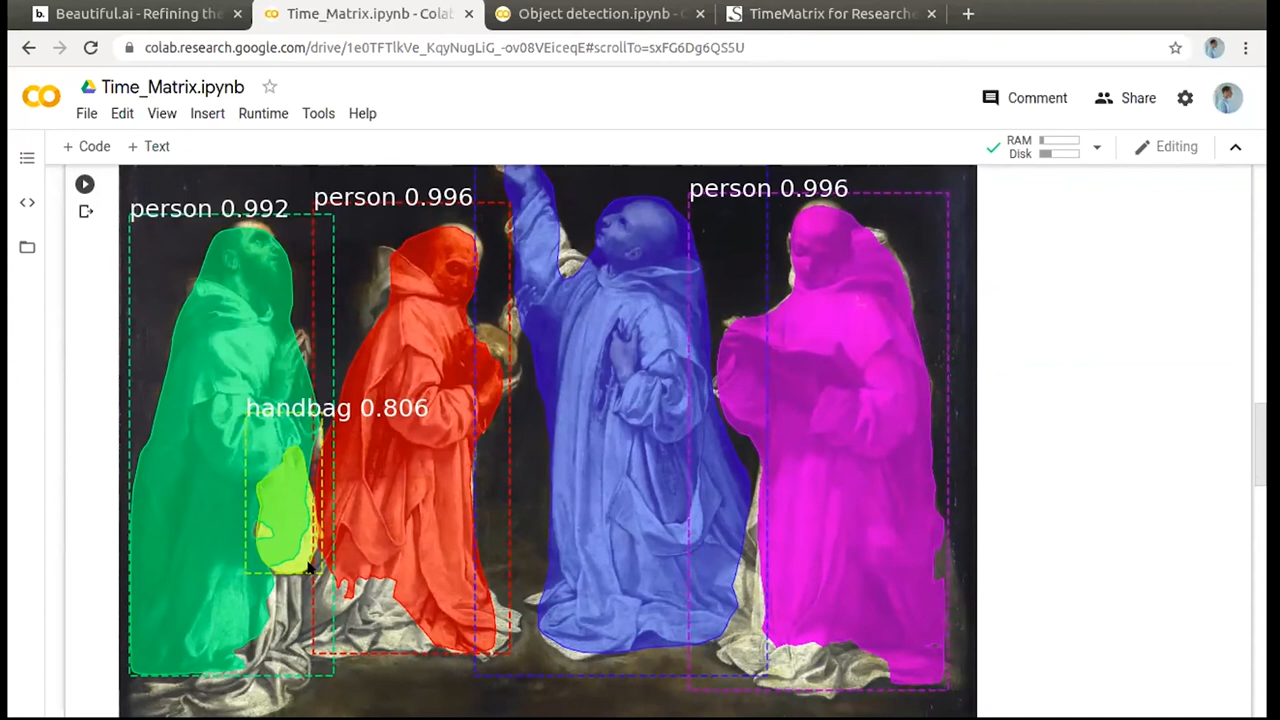 b. Beautiful.ai - Refining the
Time_Matrix.ipynb - Colab
Object detection.ipynb - C
S TimeMatrix for Researche
colab.research.google.com/drive/1e0TFTlkVe_KqyNugLiG_-ov08VEiceqE#scrollTo=sxFG6Dg6QS5U
Time_Matrix.ipynb
File Edit View Insert Runtime Tools Help
Comment Share
+ Code + Text
RAM
Disk
Editing
person 0.992
person 0.996
person 0.996
handbag 0.806